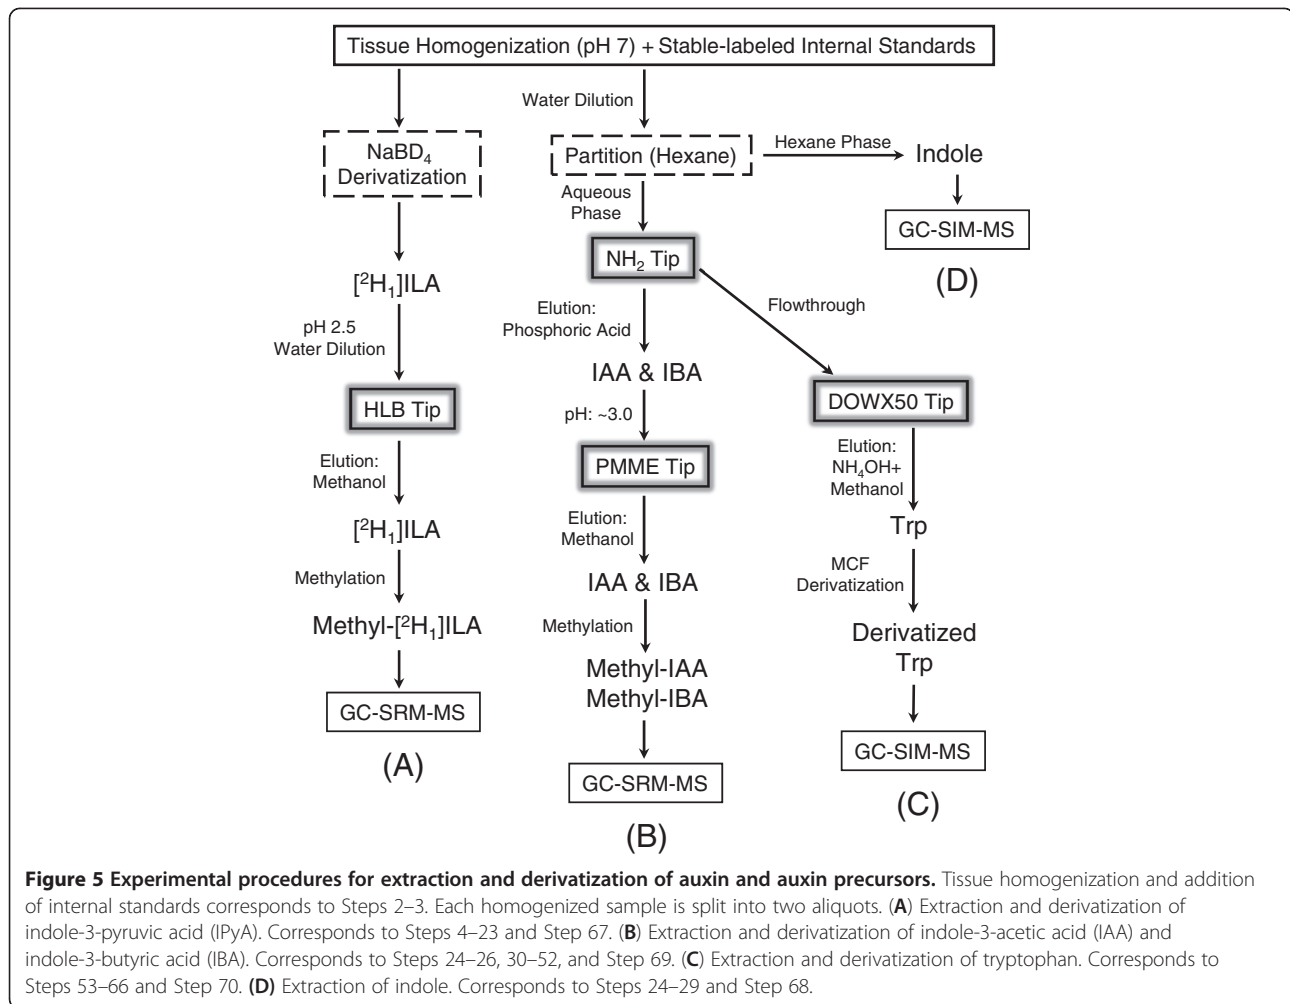 Tissue Homogenization (pH 7) + Stable-labeled Internal Standards
NaBD₄
Derivatization
[²H₁]ILA
pH 2.5
Water Dilution
HLB Tip
Elution:
Methanol
[²H₁]ILA
Methylation
Methyl-[²H₁]ILA
GC-SRM-MS
(A)
Water Dilution
Partition (Hexane)
Aqueous
Phase
NH₂ Tip
Elution:
Phosphoric Acid
IAA & IBA
pH: ~3.0
PMME Tip
Elution:
Methanol
IAA & IBA
Methylation
Methyl-IAA
Methyl-IBA
GC-SRM-MS
(B)
Flowthrough
DOWX50 Tip
Elution:
NH₄OH+
Methanol
Trp
MCF
Derivatization
Derivatized
Trp
GC-SIM-MS
(C)
Hexane Phase
Indole
GC-SIM-MS
(D)
Figure 5 Experimental procedures for extraction and derivatization of auxin and auxin precursors. Tissue homogenization and addition
of internal standards corresponds to Steps 2–3. Each homogenized sample is split into two aliquots. (A) Extraction and derivatization of
indole-3-pyruvic acid (IPyA). Corresponds to Steps 4–23 and Step 67. (B) Extraction and derivatization of indole-3-acetic acid (IAA) and
indole-3-butyric acid (IBA). Corresponds to Steps 24–26, 30–52, and Step 69. (C) Extraction and derivatization of tryptophan. Corresponds to
Steps 53–66 and Step 70. (D) Extraction of indole. Corresponds to Steps 24–29 and Step 68.